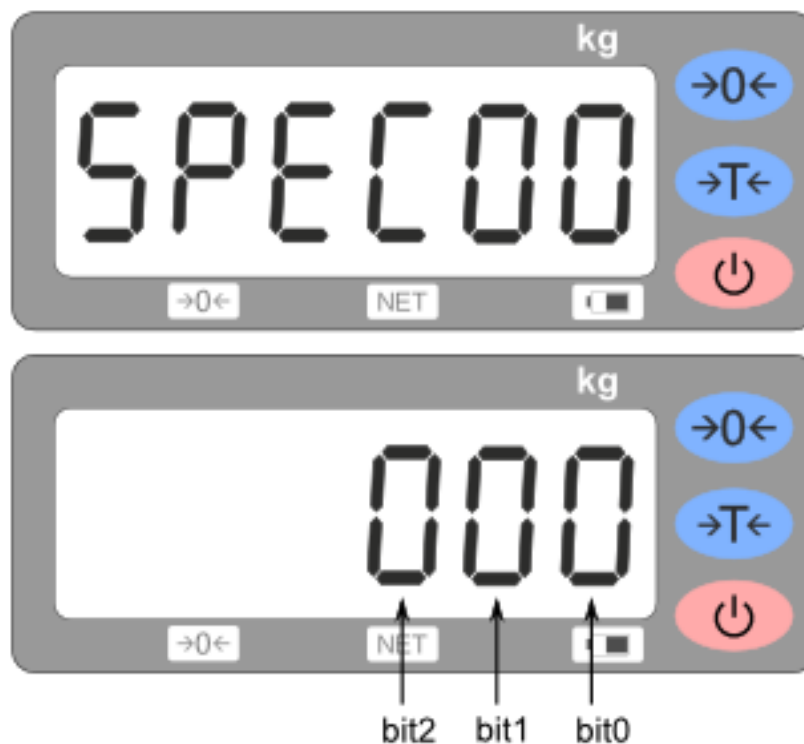 kg
SPEC00
→0←
→T←
→0← NET
kg
000
→0←
→T←
→0← NET
bit2 bit1 bit0